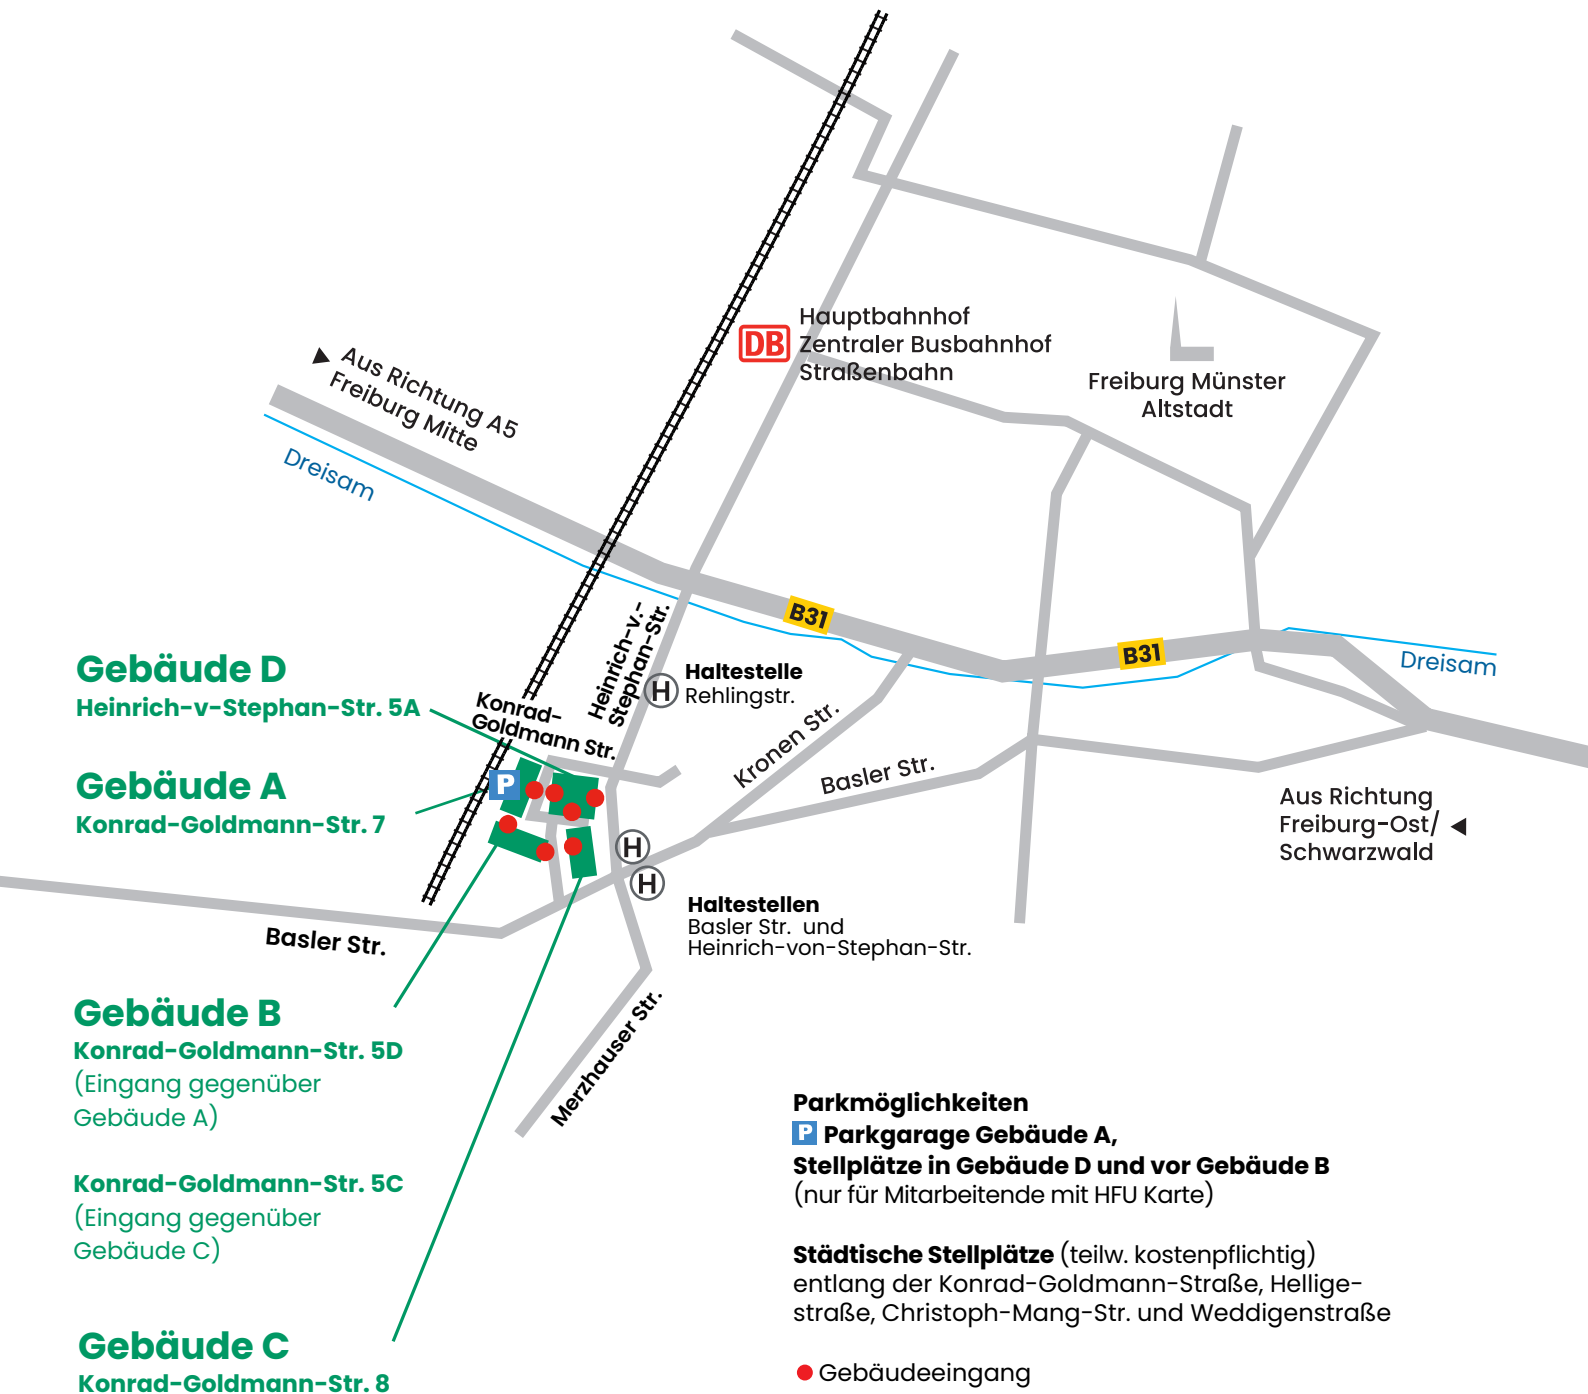 DB
Hauptbahnhof
Zentraler Busbahnhof
Straßenbahn
Freiburg Münster
Altstadt
Aus Richtung A5
Freiburg Mitte
Dreisam
B31
B31
Dreisam
Heinrich-v.-
Stephan-Str.
H
Haltestelle
Rehlingstr.
Konrad-
Goldmann Str.
Kronen Str.
Basler Str.
Gebäude D
Heinrich-v-Stephan-Str. 5A
Gebäude A
Konrad-Goldmann-Str. 7
P
H
H
Aus Richtung
Freiburg-Ost/
Schwarzwald
Haltestellen
Basler Str. und
Heinrich-von-Stephan-Str.
Basler Str.
Merzhauser Str.
Gebäude B
Konrad-Goldmann-Str. 5D
(Eingang gegenüber
Gebäude A)
Konrad-Goldmann-Str. 5C
(Eingang gegenüber
Gebäude C)
Gebäude C
Konrad-Goldmann-Str. 8
Parkmöglichkeiten
P Parkgarage Gebäude A,
Stellplätze in Gebäude D und vor Gebäude B
(nur für Mitarbeitende mit HFU Karte)
Städtische Stellplätze (teilw. kostenpflichtig)
entlang der Konrad-Goldmann-Straße, Hellige-
straße, Christoph-Mang-Str. und Weddigenstraße
Gebäudeeingang